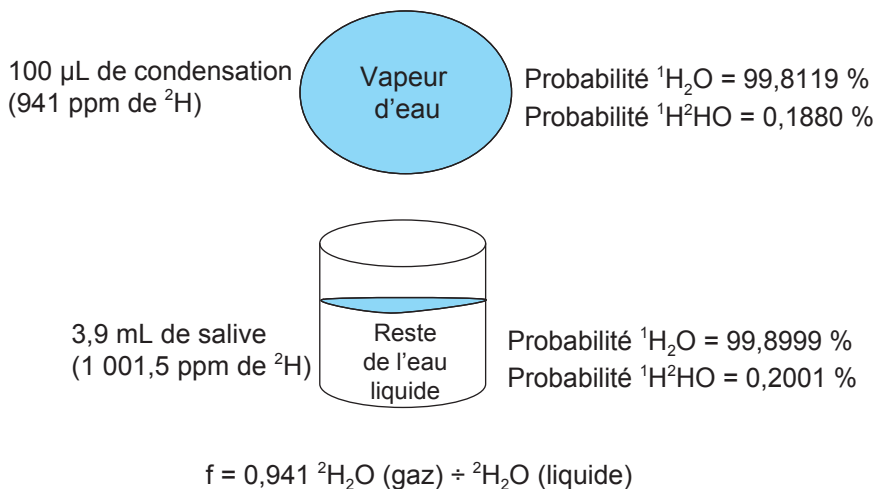 100 µL de condensation
(941 ppm de ²H)
Vapeur
d'eau
Probabilité ¹H₂O = 99,8119 %
Probabilité ¹H²HO = 0,1880 %
3,9 mL de salive
(1 001,5 ppm de ²H)
Reste
de l'eau
liquide
Probabilité ¹H₂O = 99,8999 %
Probabilité ¹H²HO = 0,2001 %
f = 0,941 ²H₂O (gaz) ÷ ²H₂O (liquide)